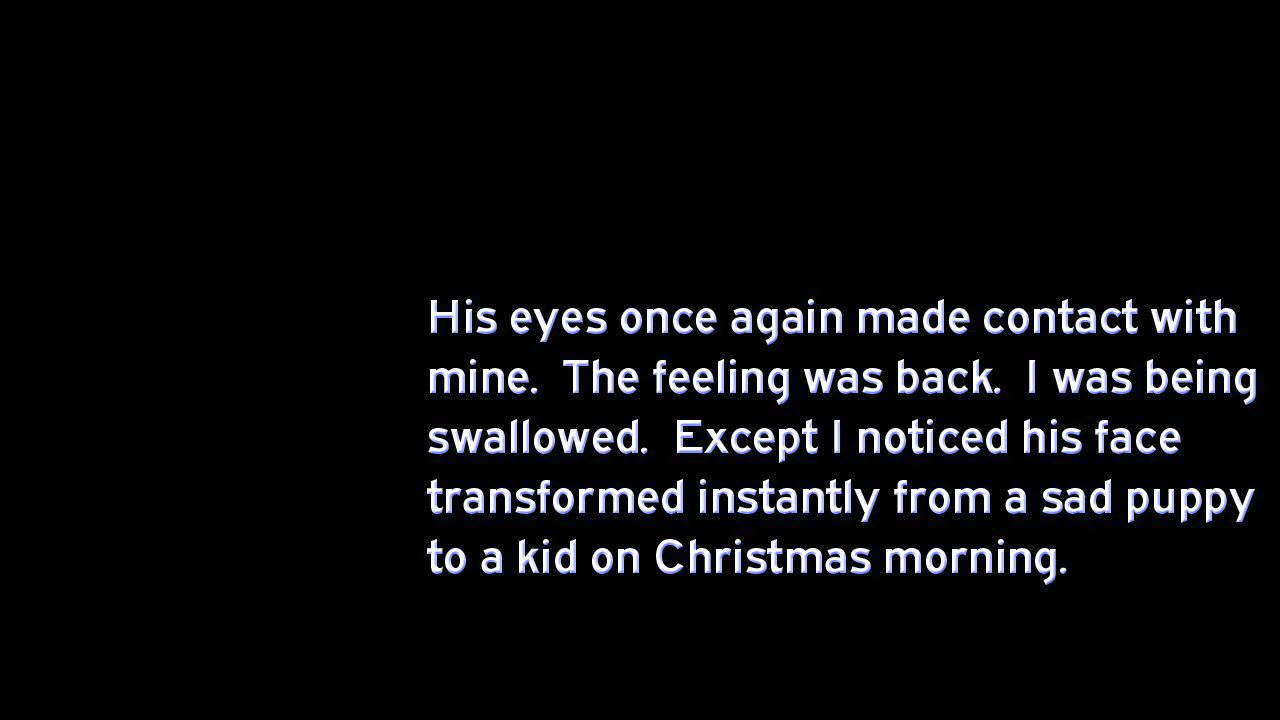 His eyes once again made contact with
mine.  The feeling was back.  I was being
swallowed.  Except I noticed his face
transformed instantly from a sad puppy
to a kid on Christmas morning.